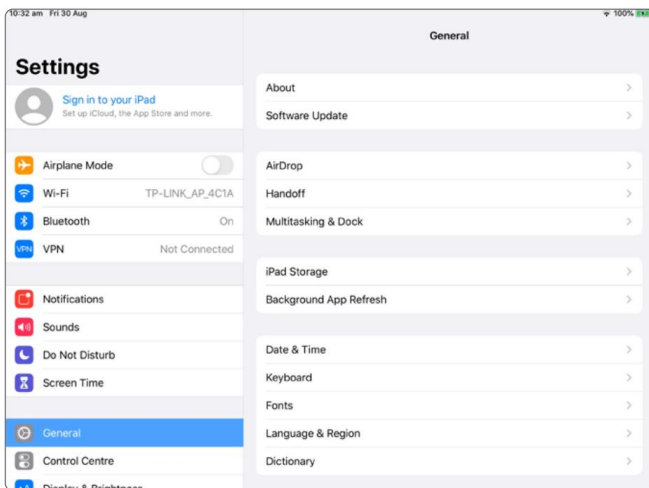 10:32 am Fri 30 Aug
100%
Settings
Sign in to your iPad
Set up iCloud, the App Store and more.
Airplane Mode
Wi-Fi TP-LINK_AP_4C1A
Bluetooth On
VPN VPN Not Connected
Notifications
Sounds
Do Not Disturb
Screen Time
General
Control Centre
Display & Brightness
General
About
Software Update
AirDrop
Handoff
Multitasking & Dock
iPad Storage
Background App Refresh
Date & Time
Keyboard
Fonts
Language & Region
Dictionary